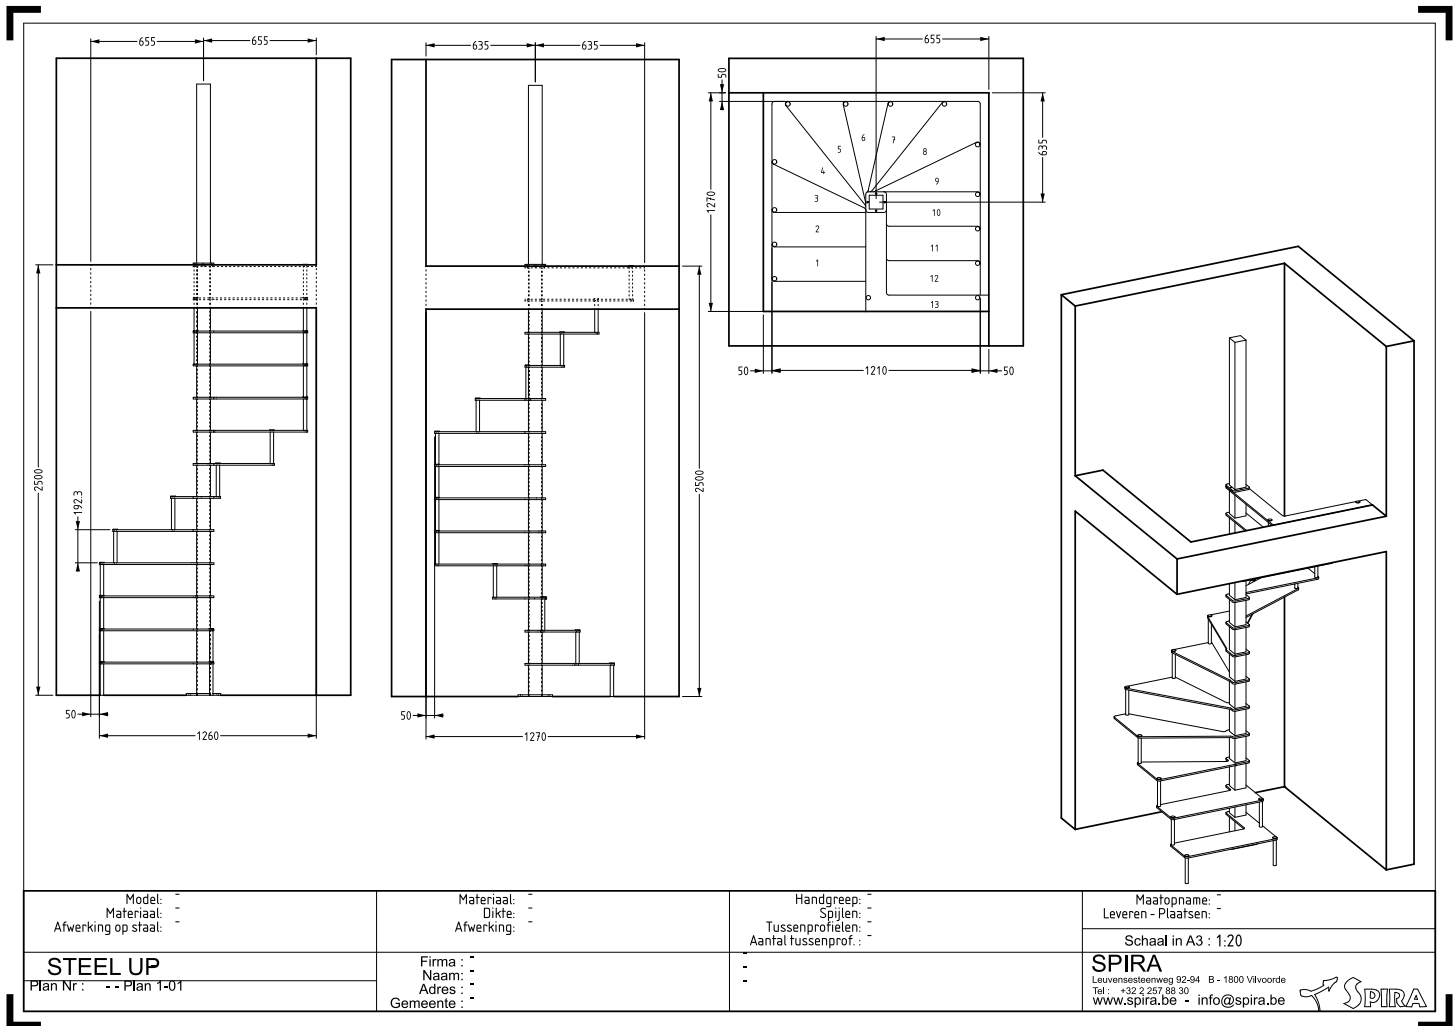 655
655
2500
192.3
50
1260
635
635
2500
50
1270
655
50
1270
635
1
2
3
4
5
6
7
8
9
10
11
12
13
50
1210
50
Model: -
Materiaal: -
Afwerking op staal: -
Materiaal: -
Dikte: -
Afwerking: -
Handgreep: -
Spijlen: -
Tussenprofielen: -
Aantal tussenprof. : -
Maatopname: -
Leveren - Plaatsen: -
Schaal in A3 : 1:20
STEEL UP
Plan Nr : - - Plan 1-01
Firma : -
Naam: -
Adres : -
Gemeente : -
-
-
-
SPIRA
Leuvensesteenweg 92-94 B - 1800 Vilvoorde
Tel : +32 2 257 88 30
www.spira.be - info@spira.be
SPIRA